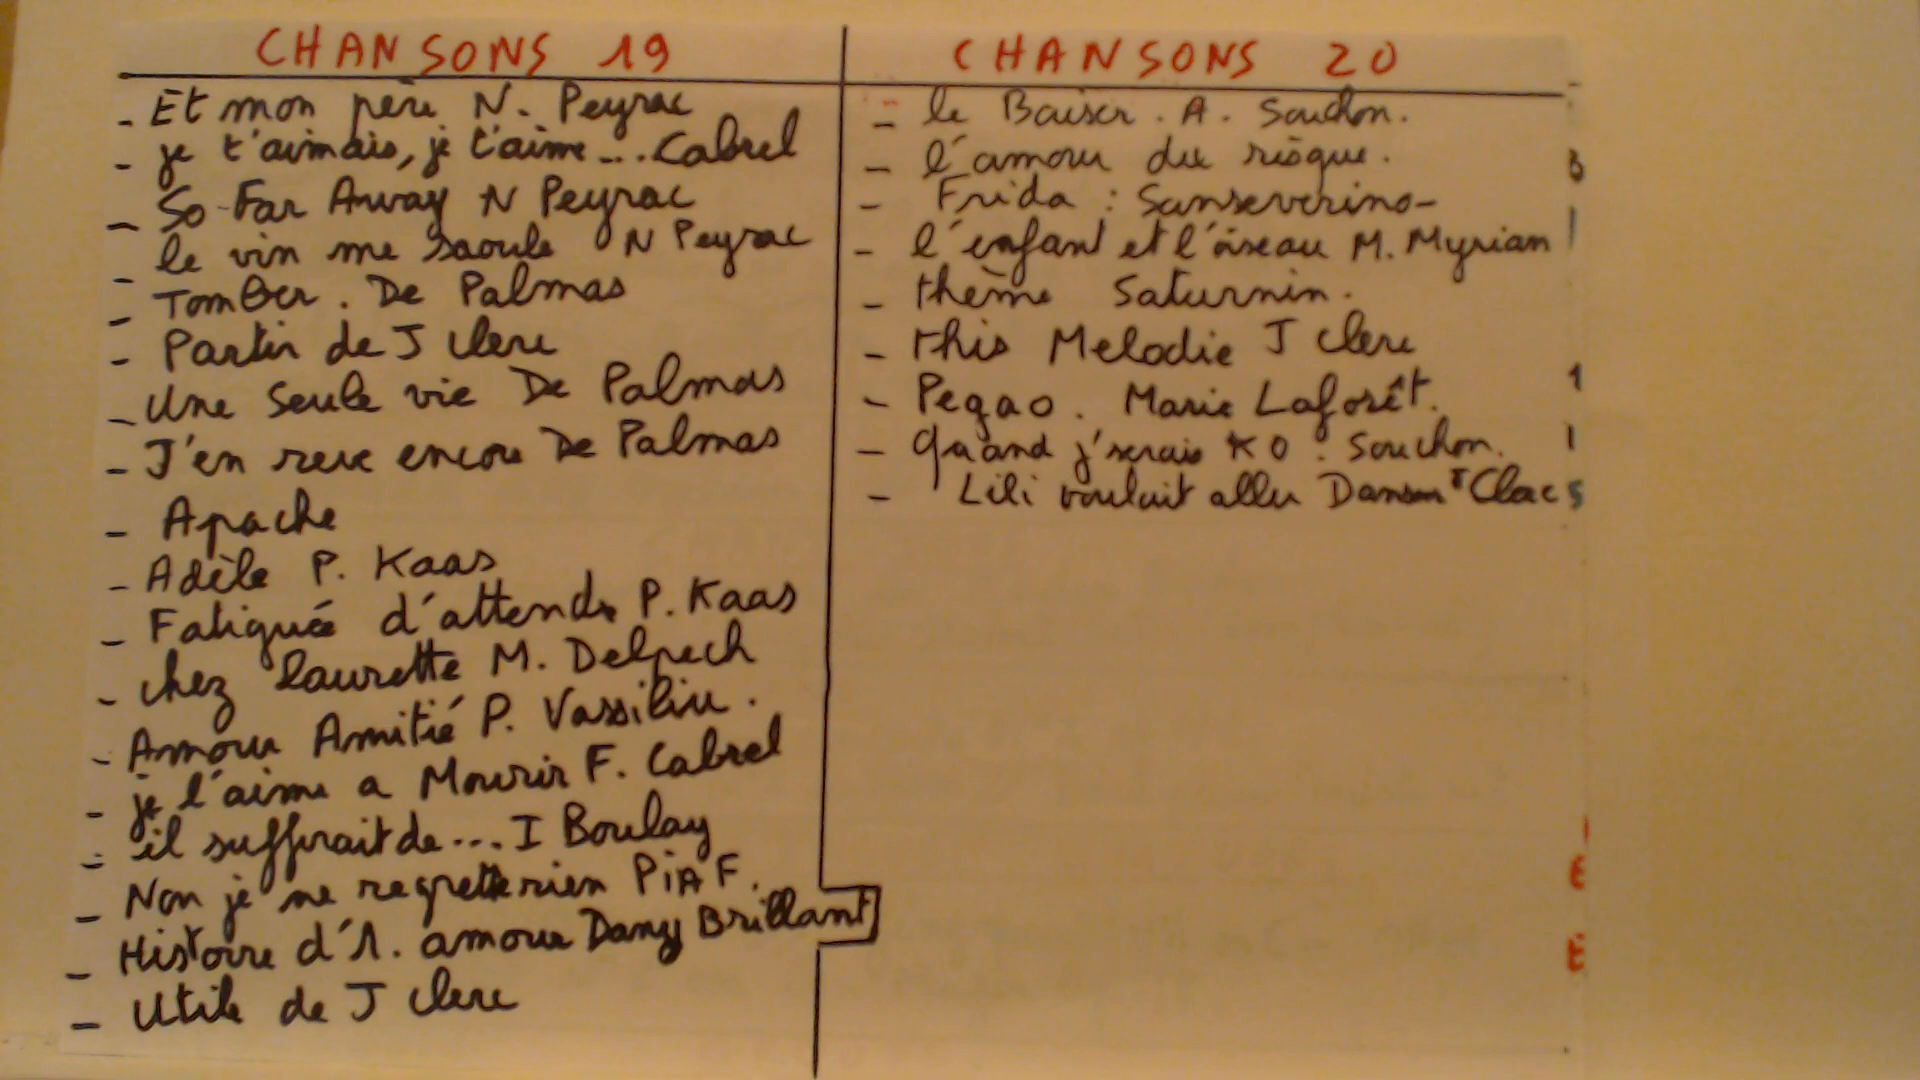 CHANSONS 19
- Et mon père N. Peyrac
- je t'aimais, je t'aime... Cabrel
- So Far Away N Peyrac
- le vin me saoule N Peyrac
- Tomber. De Palmas
- Partir de J Clerc
- Une Seule vie De Palmas
- J'en reve encore De Palmas
- Apache
- Adèle P. Kaas
- Fatiguée d'attendre P. Kaas
- chez laurette M. Delpech
- Amour Amitié P. Vassiliu.
- je l'aime a Mourir F. Cabrel
- il suffirait de... I Boulay
- Non je ne regrette rien PiAF.
- Histoire d'1. amour Dany Brillant
- Utile de J Clerc
CHANSONS 20
- le Baiser. A. Souchon.
- l'amour du risque.
- Frida : Sanseverino-
- l'enfant et l'oiseau M. Myriam
- thème Saturnin.
- this Melodie J Clerc
- Pegao. Marie Laforêt.
- Quand j'serais KO : Souchon.
- Lili voulait aller Danser J Clerc